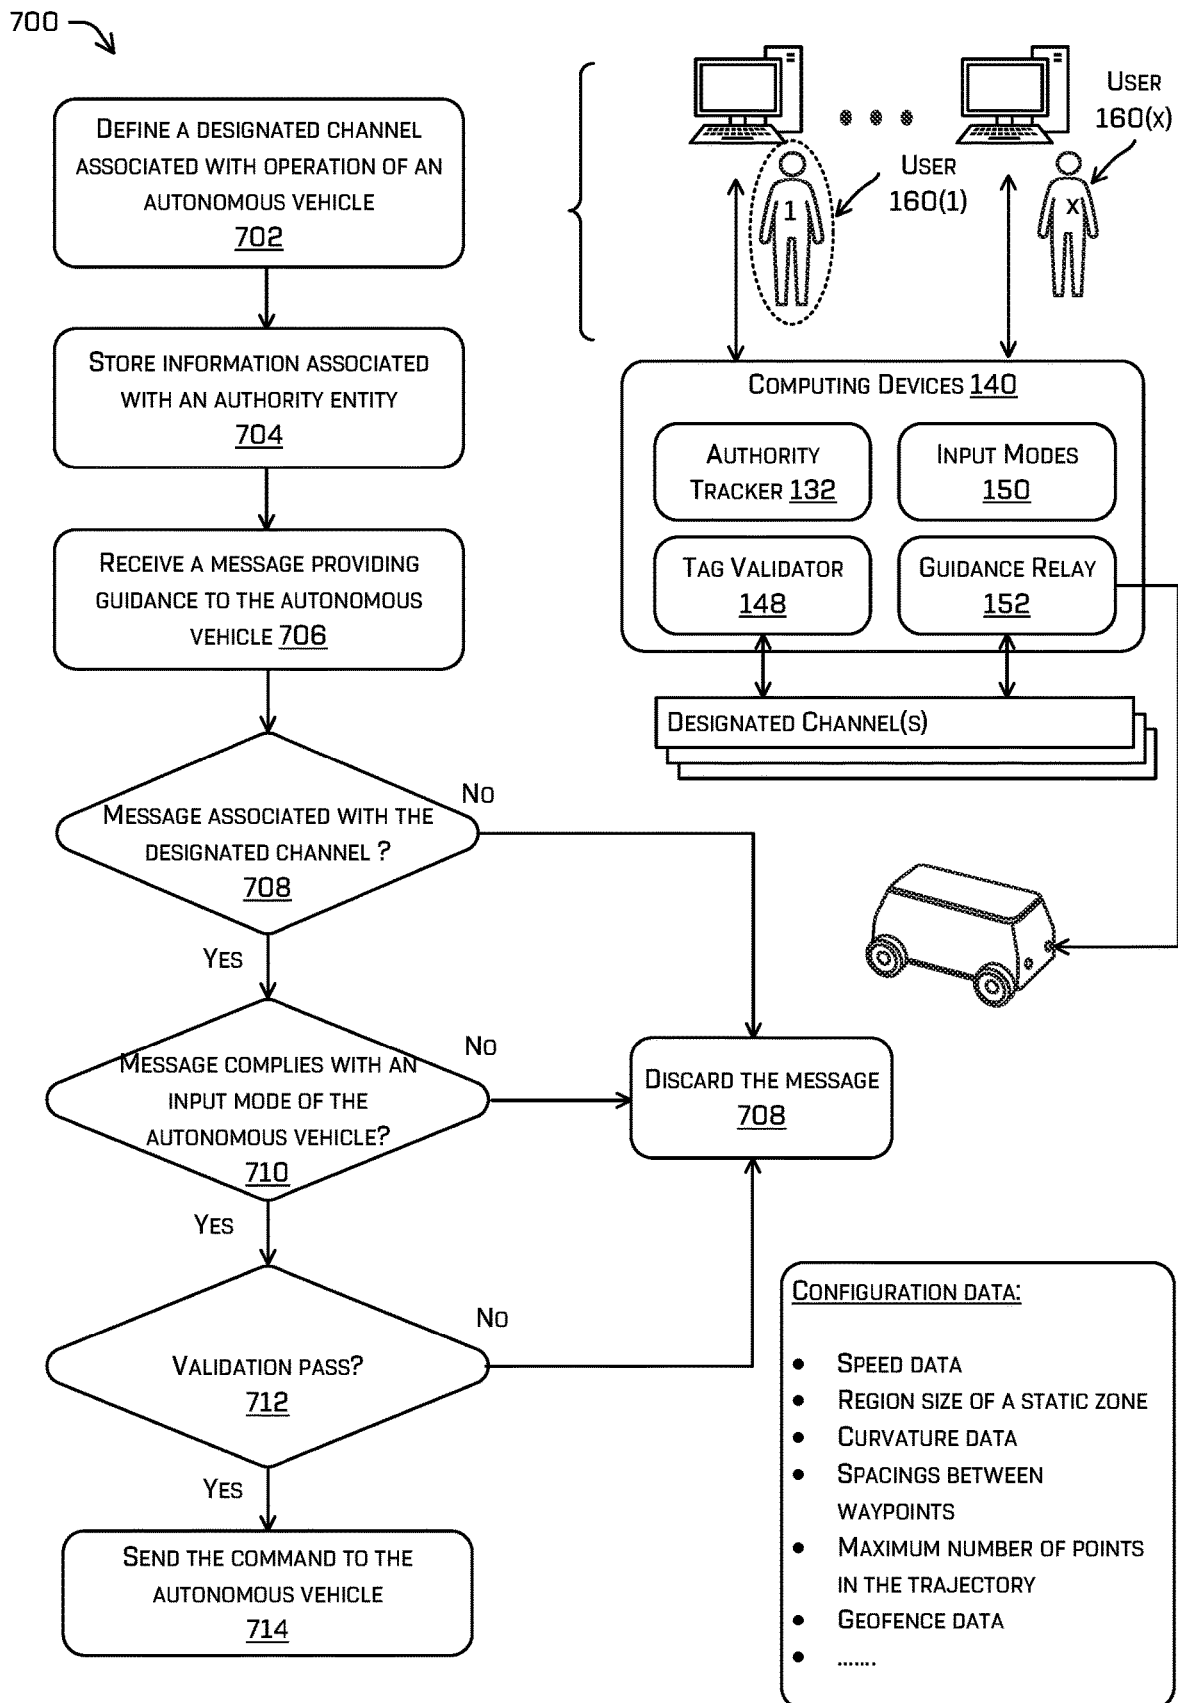 700
Define a designated channel
associated with operation of an
autonomous vehicle
702
Store information associated
with an authority entity
704
Receive a message providing
guidance to the autonomous
vehicle 706
Message associated with the
designated channel ?
708
No
Yes
Message complies with an
input mode of the
autonomous vehicle?
710
No
Yes
Validation pass?
712
No
Yes
Send the command to the
autonomous vehicle
714
Discard the message
708
User
160(x)
User
160(1)
1
x
Computing Devices 140
Authority
Tracker 132
Input Modes
150
Tag Validator
148
Guidance Relay
152
Designated Channel(s)
Configuration data:
• Speed data
• Region size of a static zone
• Curvature data
• Spacings between
waypoints
• Maximum number of points
in the trajectory
• Geofence data
• .......